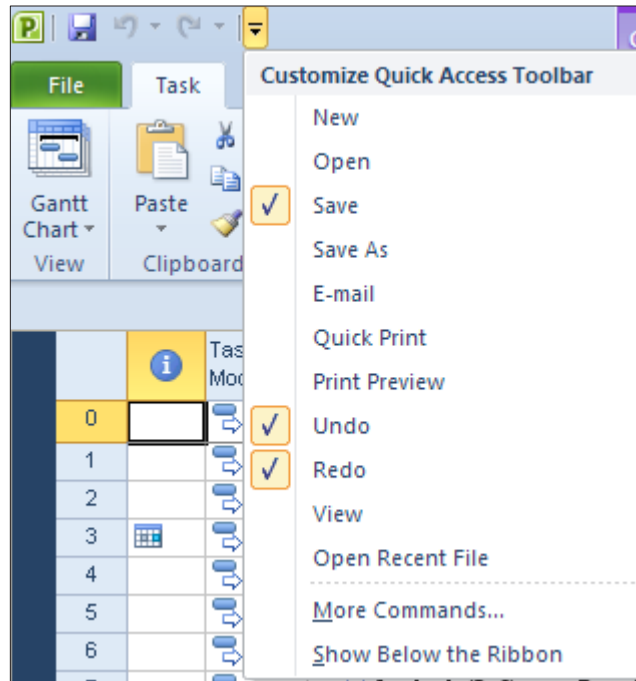 P
File
Task
Customize Quick Access Toolbar
New
Open
Save
Save As
E-mail
Quick Print
Print Preview
Undo
Redo
View
Open Recent File
More Commands...
Show Below the Ribbon
Gantt
Chart
View
Paste
Clipboard
0
1
2
3
4
5
6